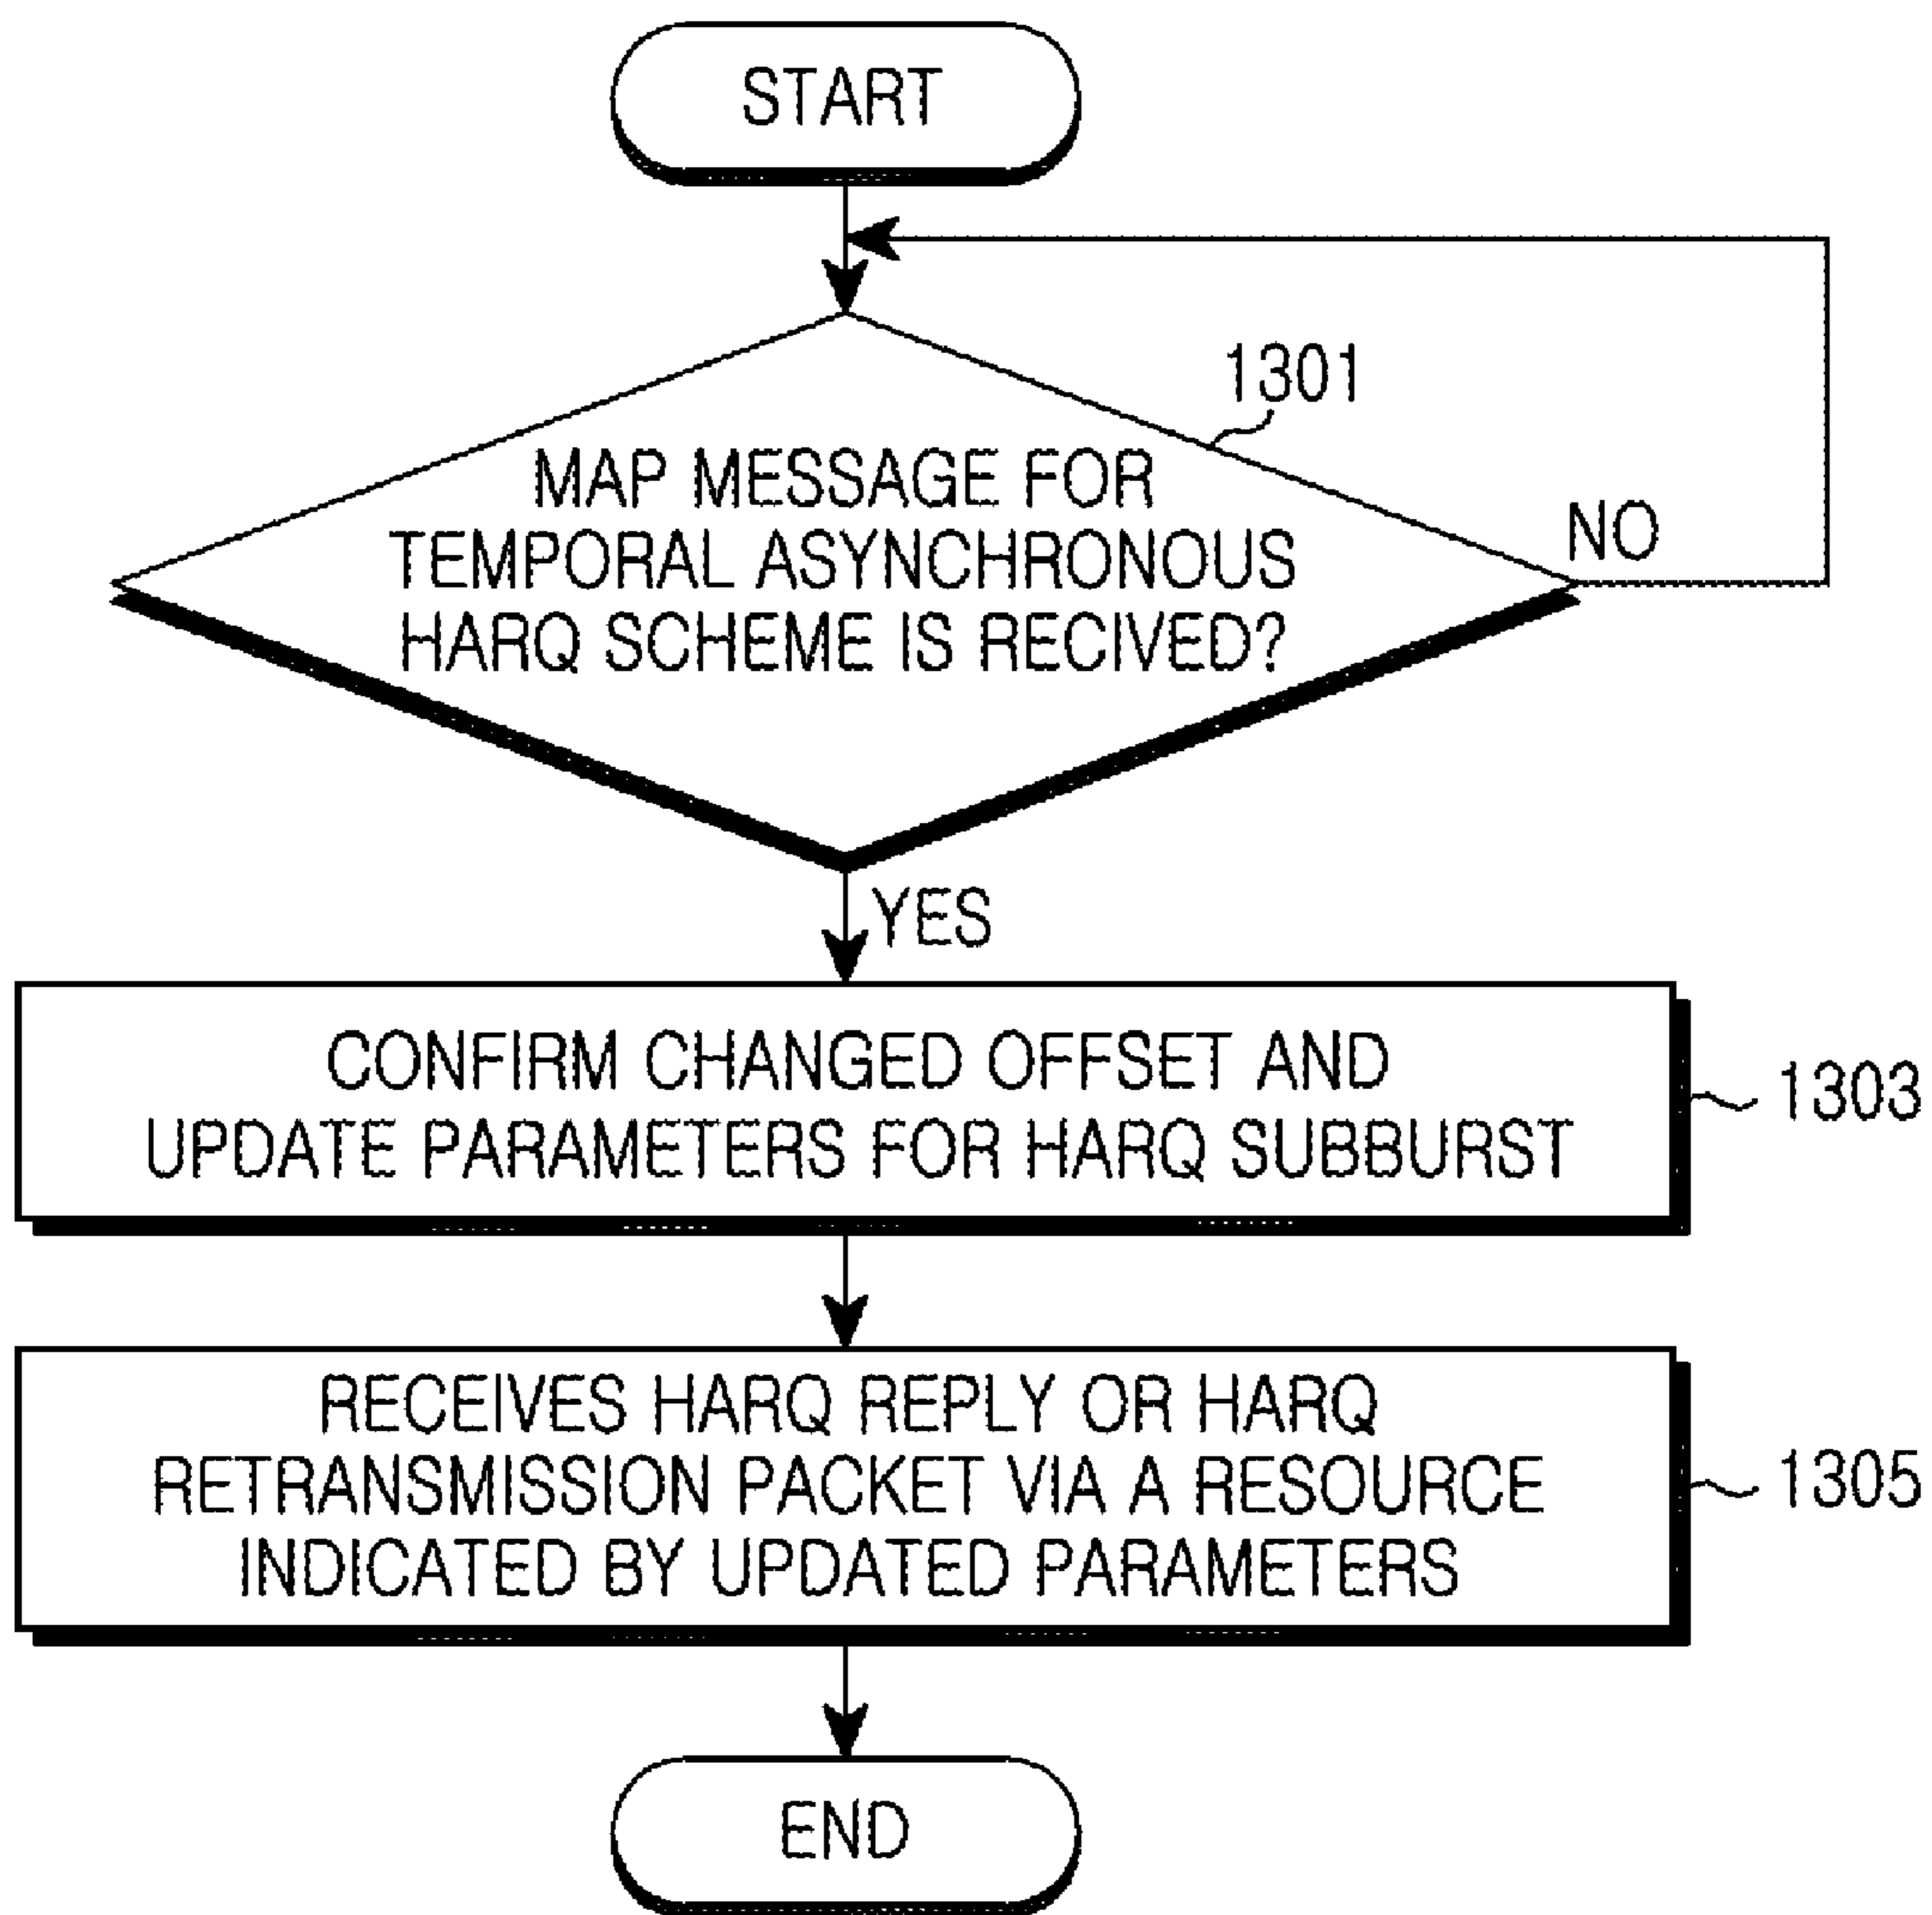 START
1301
MAP MESSAGE FOR
TEMPORAL ASYNCHRONOUS
HARQ SCHEME IS RECIVED?
NO
YES
CONFIRM CHANGED OFFSET AND
UPDATE PARAMETERS FOR HARQ SUBBURST
1303
RECEIVES HARQ REPLY OR HARQ
RETRANSMISSION PACKET VIA A RESOURCE
INDICATED BY UPDATED PARAMETERS
1305
END